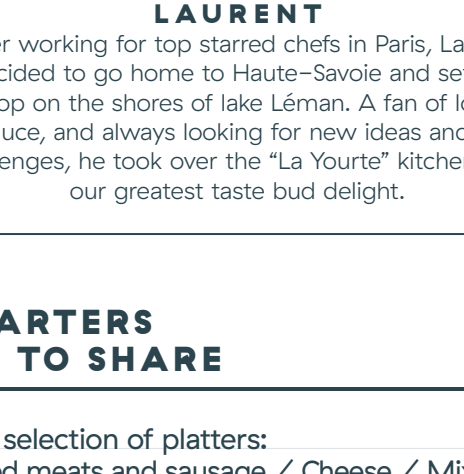 LAURENT
er working for top starred chefs in Paris, La
cided to go home to Haute-Savoie and se
op on the shores of lake Léman. A fan of l
uce, and always looking for new ideas and
enges, he took over the “La Yourte” kitche
our greatest taste bud delight.
ARTERS
TO SHARE
selection of platters:
ed meats and sausage / Cheese / Mi